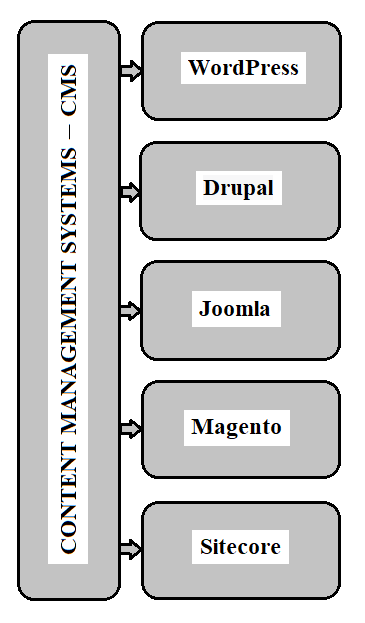 CONTENT MANAGEMENT SYSTEMS – CMS
WordPress
Drupal
Joomla
Magento
Sitecore